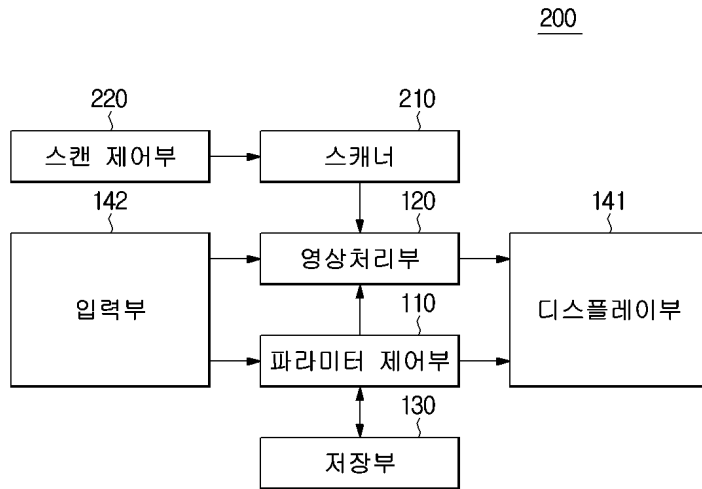 200
220
210
스캔 제어부
스캐너
142
120
141
입력부
영상처리부
디스플레이부
110
파라미터 제어부
130
저장부